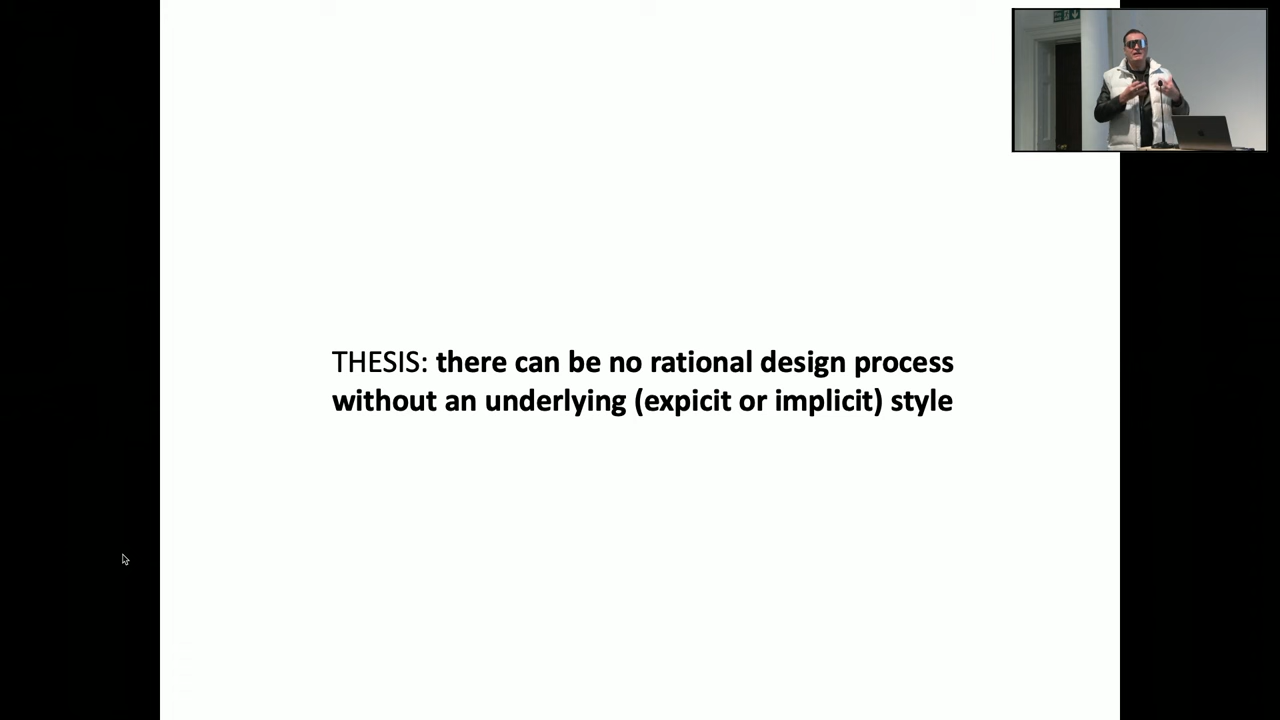 THESIS: there can be no rational design process
without an underlying (expicit or implicit) style